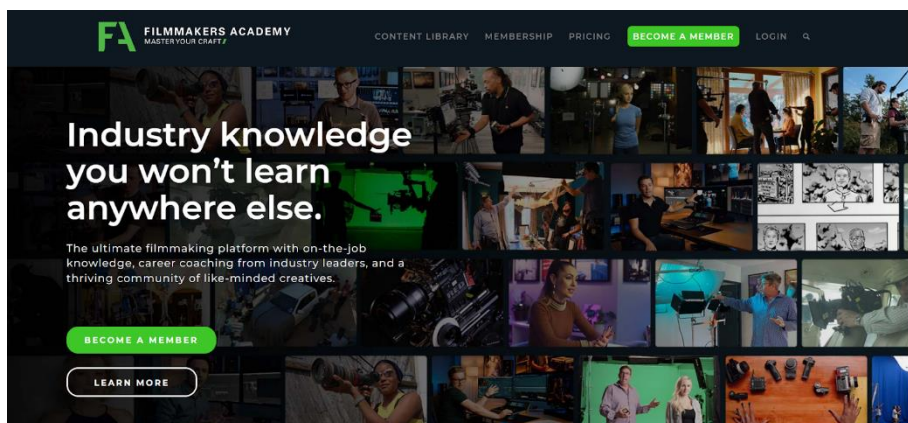 FILMMAKERS ACADEMY
MASTER YOUR CRAFT//
CONTENT LIBRARY MEMBERSHIP PRICING BECOME A MEMBER LOGIN
Industry knowledge
you won't learn
anywhere else.
The ultimate filmmaking platform with on-the-job
knowledge, career coaching from industry leaders, and a
thriving community of like-minded creatives.
BECOME A MEMBER
LEARN MORE